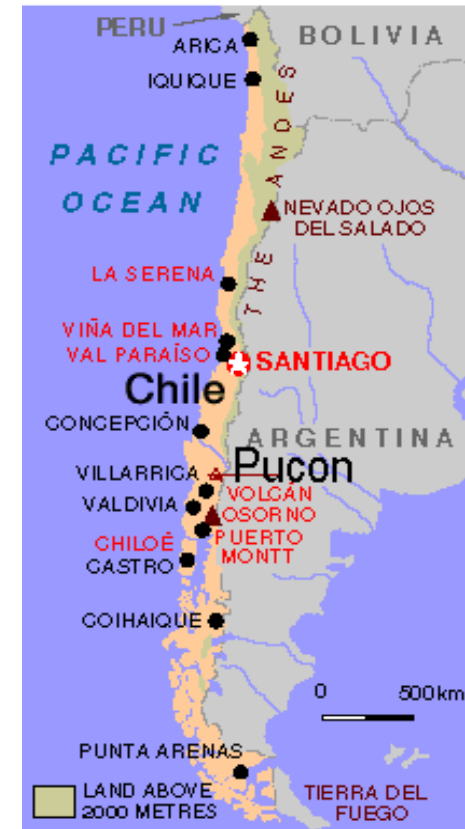 PERU
BOLIVIA
ARICA
IQUIQUE
THE ANDES
PACIFIC
OCEAN
NEVADO OJOS
DEL SALADO
LA SERENA
VIÑA DEL MAR
VAL PARAÍSO
SANTIAGO
Chile
CONCEPCIÓN
ARGENTINA
VILLARRICA
Pucon
VALDIVIA
VOLCÁN
OSORNO
PUERTO
MONTT
CHILOÉ
CASTRO
COIHAIQUE
0 500km
PUNTA ARENAS
LAND ABOVE
2000 METRES
TIERRA DEL
FUEGO